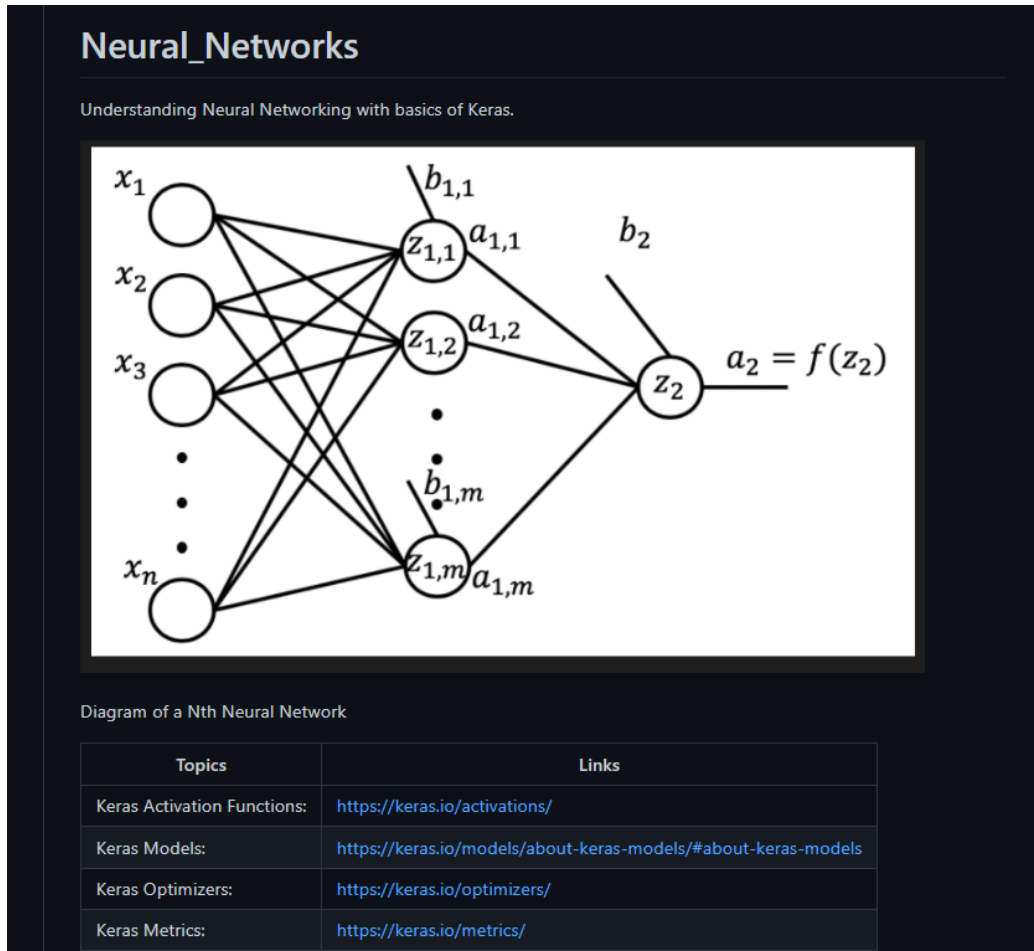 Neural_Networks
Understanding Neural Networking with basics of Keras.
x₁
b₁,₁
z₁,₁
a₁,₁
b₂
x₂
z₁,₂
a₁,₂
x₃
z₂
a₂ = f(z₂)
b₁,ₘ
xₙ
z₁,ₘ
a₁,ₘ
Diagram of a Nth Neural Network
Topics Links
Keras Activation Functions: https://keras.io/activations/
Keras Models: https://keras.io/models/about-keras-models/#about-keras-models
Keras Optimizers: https://keras.io/optimizers/
Keras Metrics: https://keras.io/metrics/